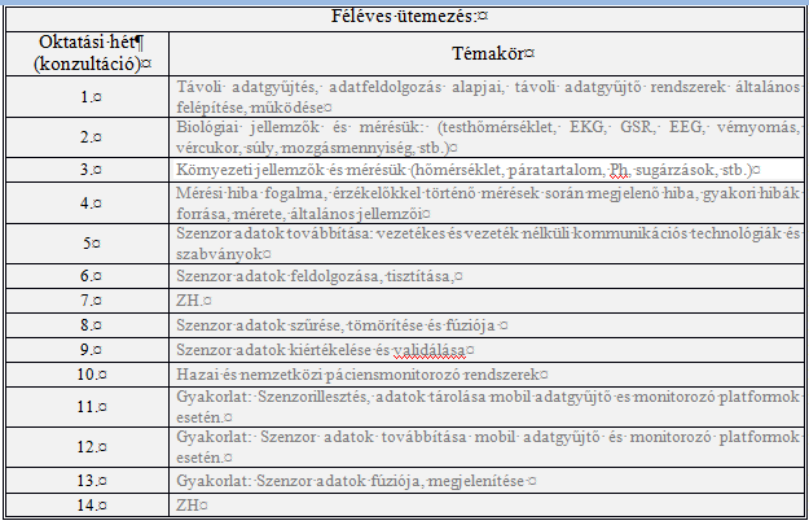 Féléves ütemezés:
Oktatási hét
(konzultáció)
Témakör
1.
Távoli adatgyűjtés, adatfeldolgozás alapjai, távoli adatgyűjtő rendszerek általános
felépítése, működése
2.
Biológiai jellemzők és mérésük: (testhőmérséklet, EKG, GSR, EEG, vérnyomás,
vércukor, súly, mozgásmennyiség, stb.)
3.
Környezeti jellemzők és mérésük (hőmérséklet, páratartalom, Ph, sugárzások, stb.)
4.
Mérési hiba fogalma, érzékelőkkel történő mérések során megjelenő hiba, gyakori hibák
forrása, mérete, általános jellemzői
5
Szenzor adatok továbbítása: vezetékes és vezeték nélküli kommunikációs technológiák és
szabványok
6.
Szenzor adatok feldolgozása, tisztítása,
7.
ZH.
8.
Szenzor adatok szűrése, tömörítése és fúziója
9.
Szenzor adatok kiértékelése és validálása
10.
Hazai és nemzetközi páciensmonitorozó rendszerek
11.
Gyakorlat: Szenzorillesztés, adatok tárolása mobil adatgyűjtő es monitorozó platformok
esetén.
12.
Gyakorlat: Szenzor adatok továbbítása mobil adatgyűjtő és monitorozó platformok
esetén.
13.
Gyakorlat: Szenzor adatok fúziója, megjelenítése
14.
ZH